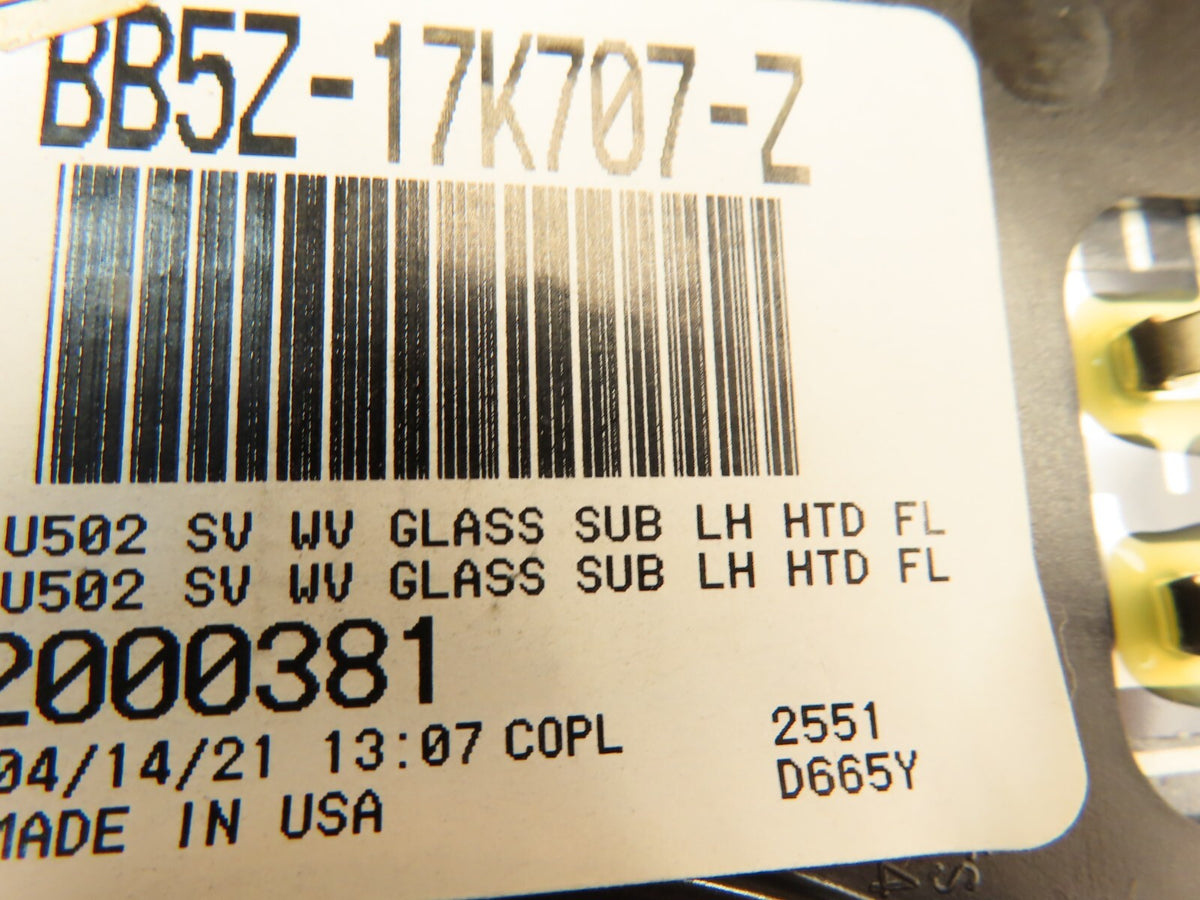 BB5Z-17K707-Z
U502 SV WV GLASS SUB LH HTD FL
U502 SV WV GLASS SUB LH HTD FL
2000381
04/14/21 13:07 COPL 2551
D665Y
MADE IN USA